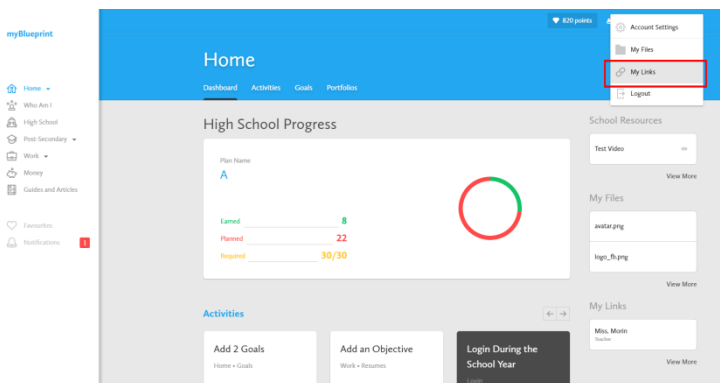 myBlueprint
Home
Who Am I
High School
Post-Secondary
Work
Money
Guides and Articles
Favourites
Notifications
1
820 points
Account Settings
My Files
My Links
Logout
Home
Dashboard Activities Goals Portfolios
High School Progress
Plan Name
A
Earned 8
Planned 22
Required 30/30
Activities
Add 2 Goals
Home • Goals
Add an Objective
Work • Resumes
Login During the
School Year
School Resources
Test Video
View More
My Files
avatar.png
logo_fb.png
View More
My Links
Miss. Morin
Teacher
View More